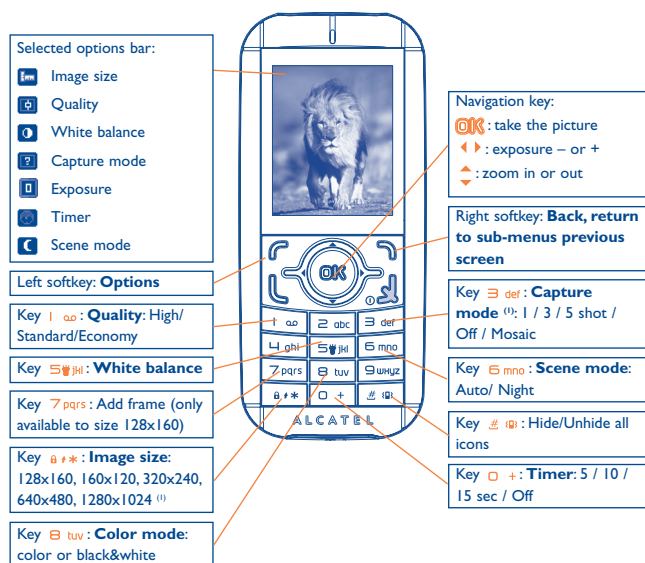 Selected options bar:
Image size
Quality
White balance
Capture mode
Exposure
Timer
Scene mode
Left softkey: Options
Key 1 : Quality: High/
Standard/Economy
Key 5 jkl : White balance
Key 7 pqrs : Add frame (only
available to size 128x160)
Key * : Image size:
128x160, 160x120, 320x240,
640x480, 1280x1024 (1)
Key 8 tuv : Color mode:
color or black&white
OK
1
2 abc
3 def
4 ghi
5 jkl
6 mno
7 pqrs
8 tuv
9 wxyz
*
0 +
#
ALCATEL
Navigation key:
OK : take the picture
: exposure – or +
: zoom in or out
Right softkey: Back, return
to sub-menus previous
screen
Key 3 def : Capture
mode (1): 1 / 3 / 5 shot /
Off / Mosaic
Key 6 mno : Scene mode:
Auto/ Night
Key # : Hide/Unhide all
icons
Key 0 + : Timer: 5 / 10 /
15 sec / Off